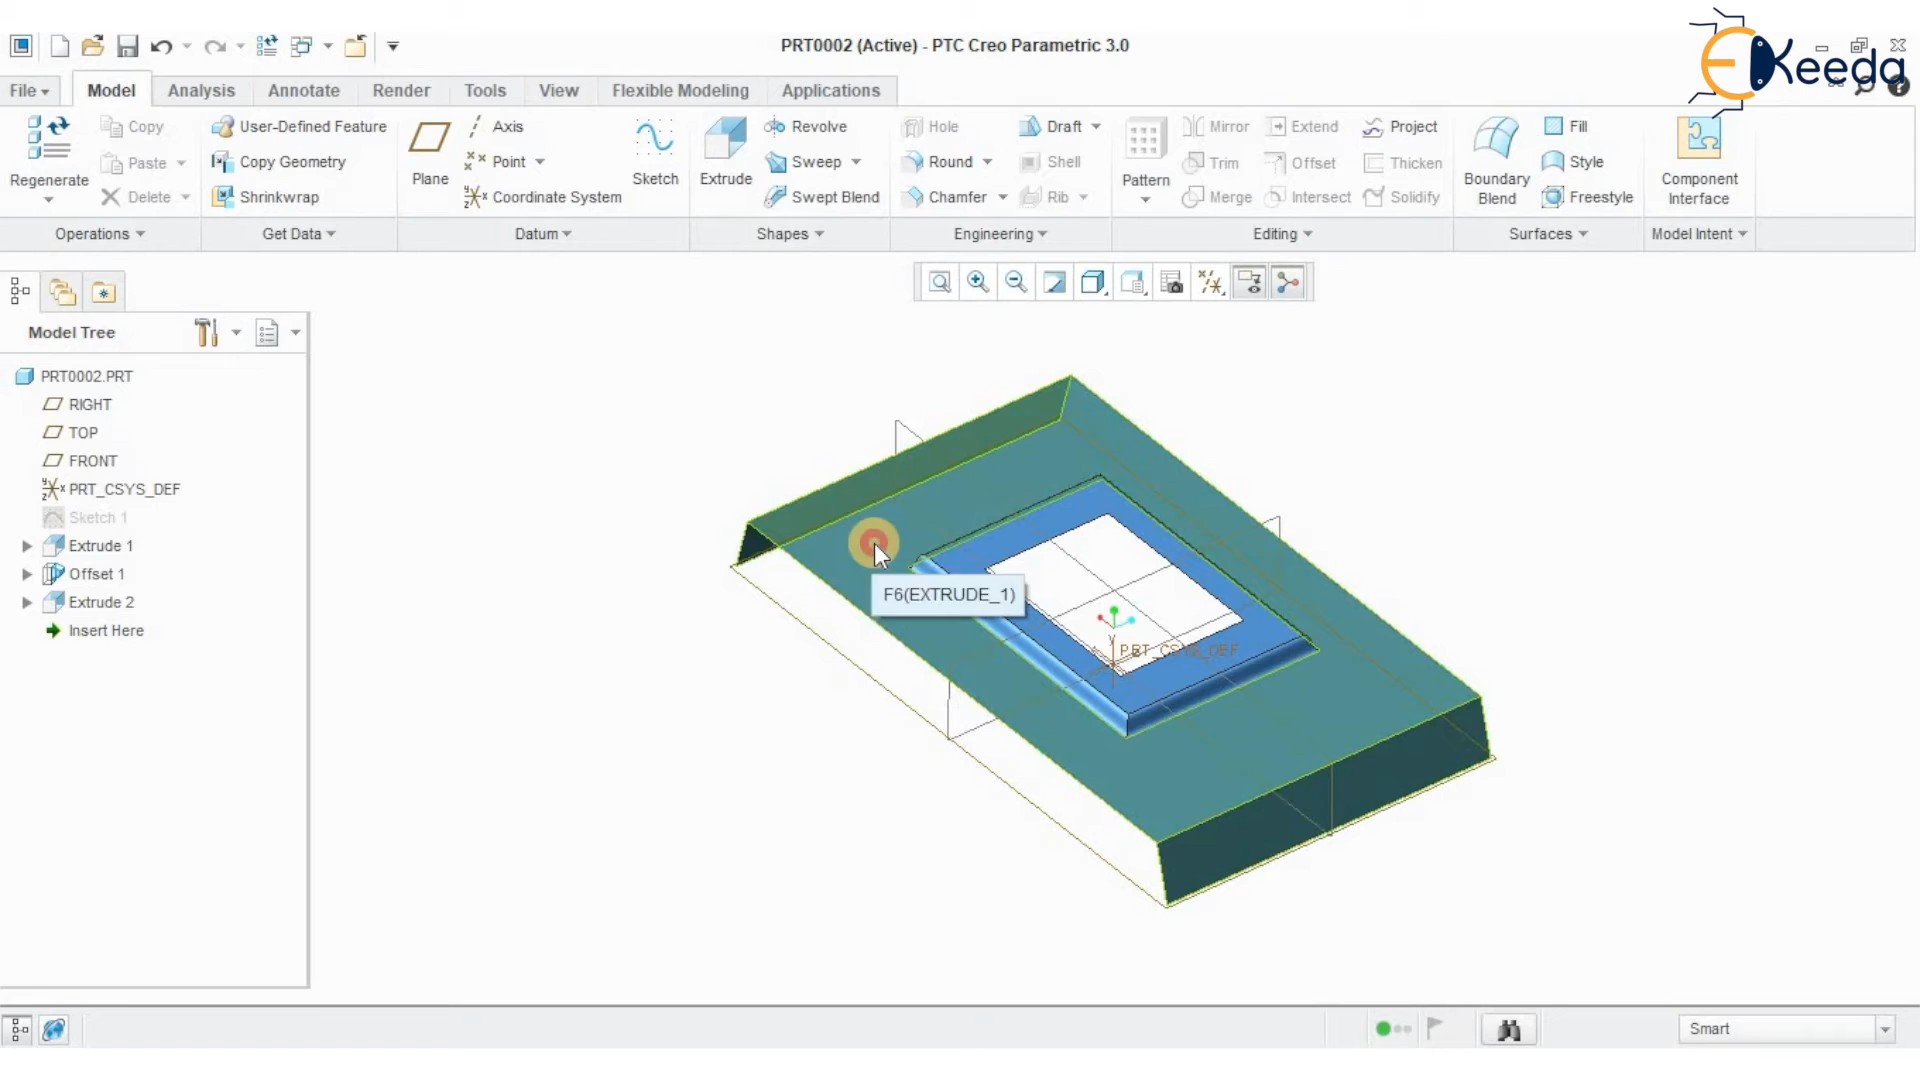 PRT0002 (Active) - PTC Creo Parametric 3.0
EKeeda
File Model Analysis Annotate Render Tools View Flexible Modeling Applications
Regenerate
Copy
Paste
Delete
User-Defined Feature
Copy Geometry
Shrinkwrap
Plane
Axis
Point
Coordinate System
Sketch
Extrude
Revolve
Sweep
Swept Blend
Hole
Round
Chamfer
Draft
Shell
Rib
Pattern
Mirror
Trim
Merge
Extend
Offset
Intersect
Project
Thicken
Solidify
Boundary
Blend
Fill
Style
Freestyle
Component
Interface
Operations Get Data Datum Shapes Engineering Editing Surfaces Model Intent
Model Tree
PRT0002.PRT
RIGHT
TOP
FRONT
PRT_CSYS_DEF
Sketch 1
Extrude 1
Offset 1
Extrude 2
Insert Here
F6(EXTRUDE_1)
Y
PRT_CSYS_DEF
Smart